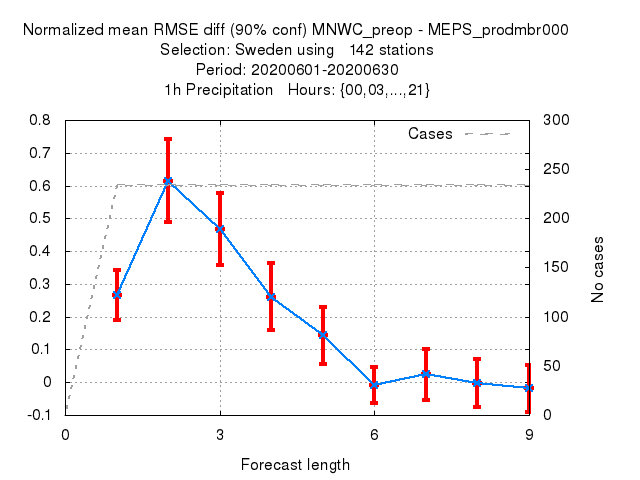 Normalized mean RMSE diff (90% conf) MNWC_preop - MEPS_prodmbr000
Selection: Sweden using 142 stations
Period: 20200601-20200630
1h Precipitation Hours: {00,03,...,21}
Cases
0.8
0.7
0.6
0.5
0.4
0.3
0.2
0.1
0
-0.1
300
250
200
150
100
50
0
No cases
0 3 6 9
Forecast length